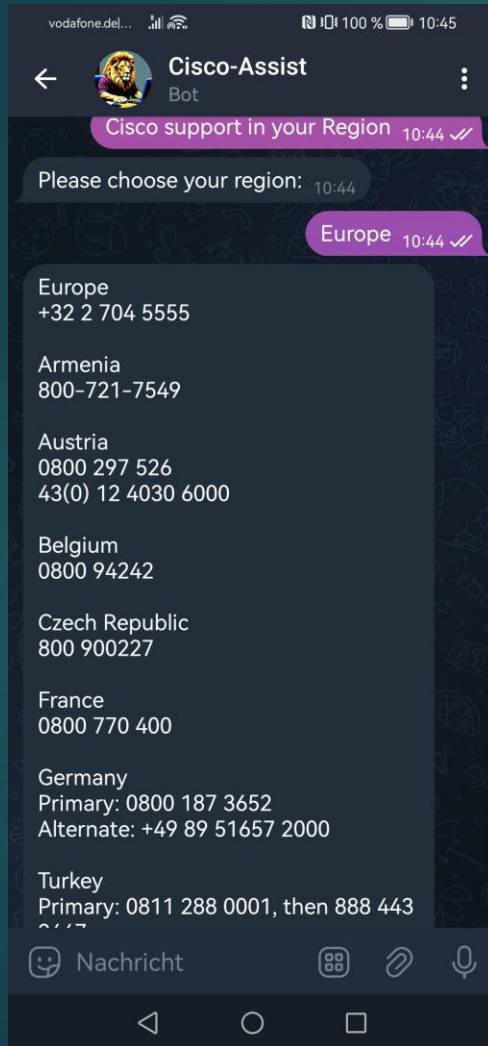 vodafone.de|...
100 % 10:45
Cisco-Assist
Bot
Cisco support in your Region 10:44
Please choose your region: 10:44
Europe 10:44
Europe
+32 2 704 5555
Armenia
800-721-7549
Austria
0800 297 526
43(0) 12 4030 6000
Belgium
0800 94242
Czech Republic
800 900227
France
0800 770 400
Germany
Primary: 0800 187 3652
Alternate: +49 89 51657 2000
Turkey
Primary: 0811 288 0001, then 888 443
Nachricht